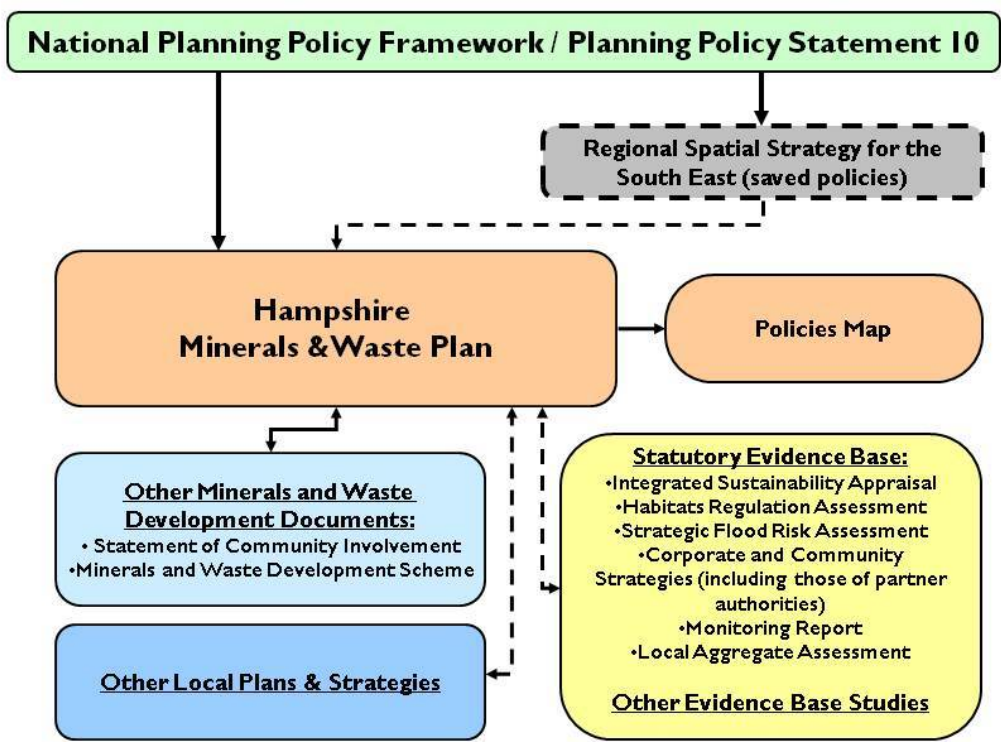 National Planning Policy Framework / Planning Policy Statement 10
Regional Spatial Strategy for the
South East (saved policies)
Hampshire
Minerals & Waste Plan
Policies Map
Other Minerals and Waste
Development Documents:
• Statement of Community Involvement
•Minerals and Waste Development Scheme
Other Local Plans & Strategies
Statutory Evidence Base:
•Integrated Sustainability Appraisal
•Habitats Regulation Assessment
•Strategic Flood Risk Assessment
•Corporate and Community
Strategies (including those of partner
authorities)
•Monitoring Report
•Local Aggregate Assessment
Other Evidence Base Studies